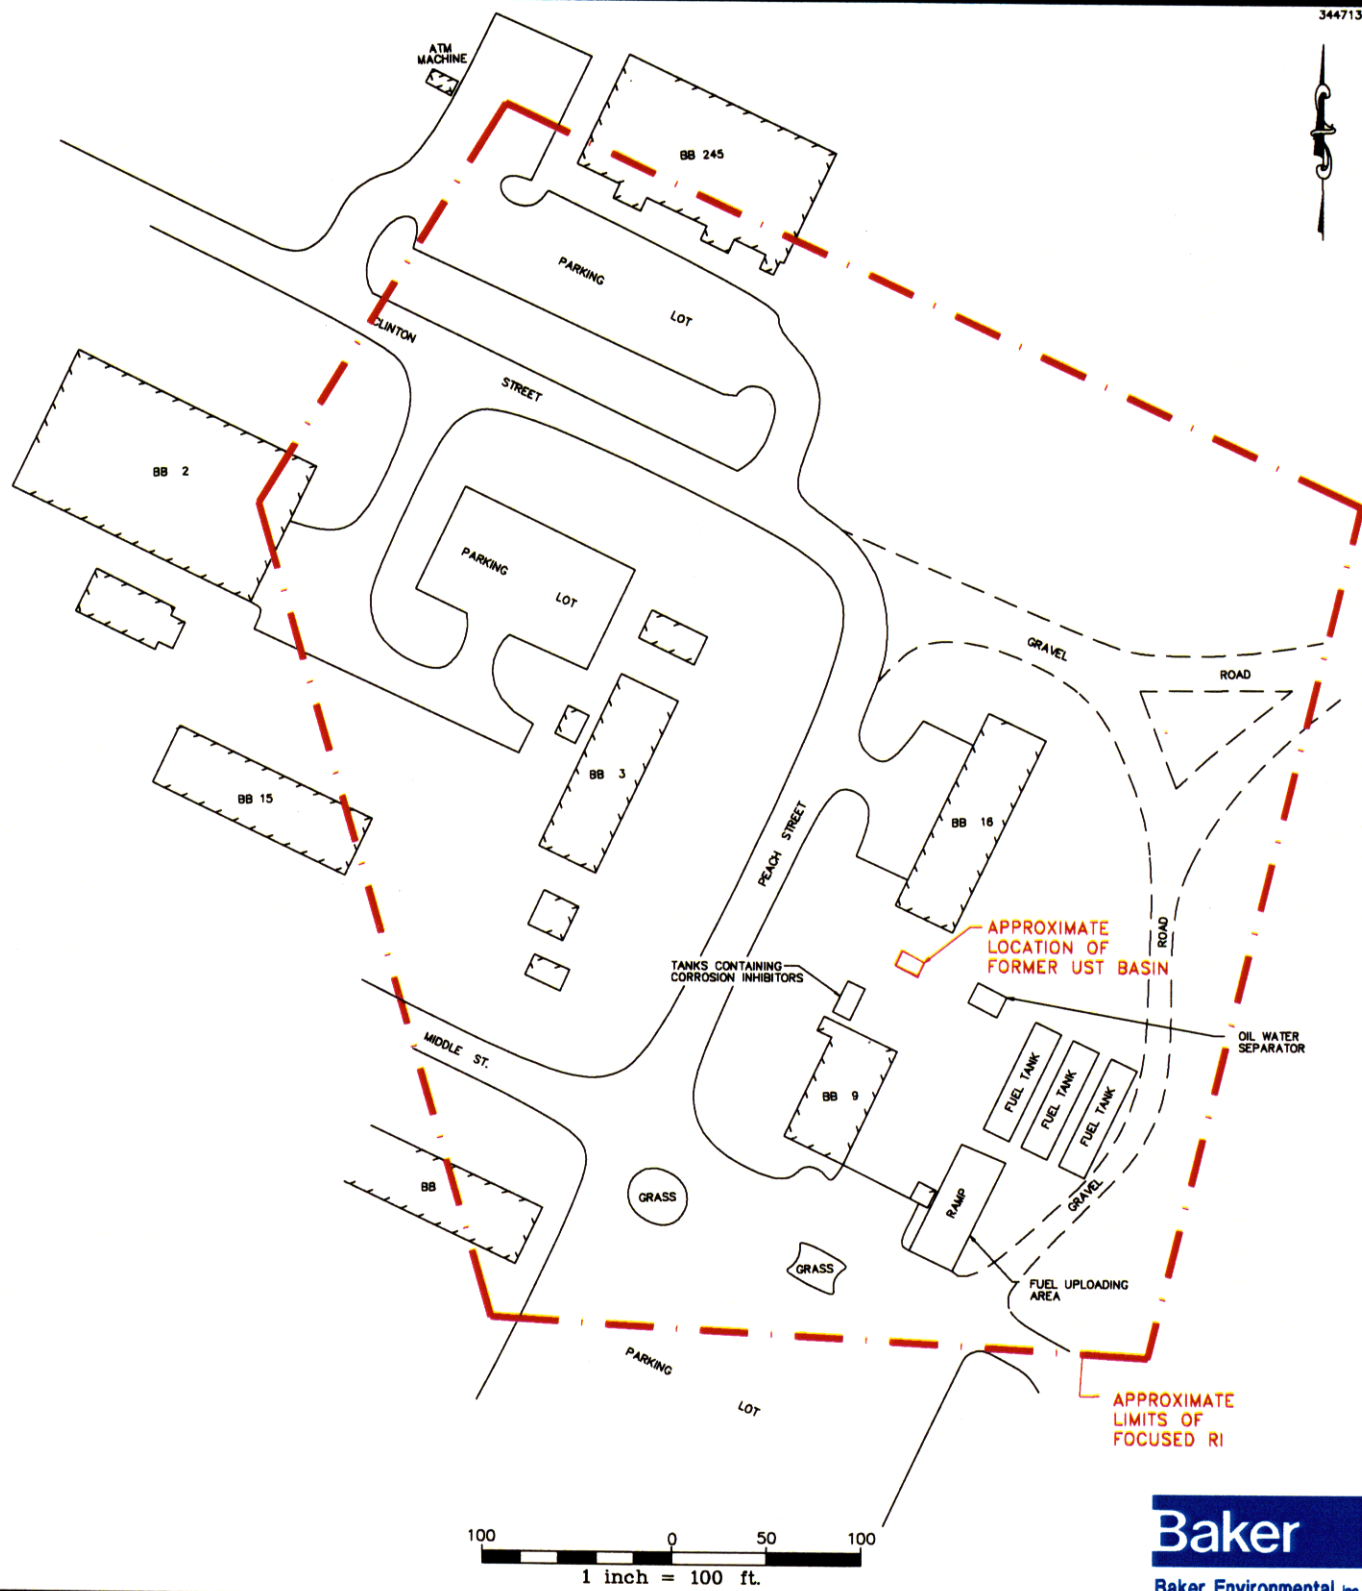 344713
ATM
MACHINE
BB 245
PARKING
LOT
CLINTON
STREET
BB 2
PARKING
LOT
GRAVEL
ROAD
BB 3
BB 15
BB 16
PEACH STREET
ROAD
APPROXIMATE
LOCATION OF
FORMER UST BASIN
TANKS CONTAINING
CORROSION INHIBITORS
OIL WATER
SEPARATOR
MIDDLE ST.
FUEL TANK
FUEL TANK
FUEL TANK
BB 9
BB
GRASS
RAMP
GRAVEL
GRASS
FUEL UPLOADING
AREA
PARKING
LOT
APPROXIMATE
LIMITS OF
FOCUSED RI
100 0 50 100
1 inch = 100 ft.
Baker
Baker Environmental